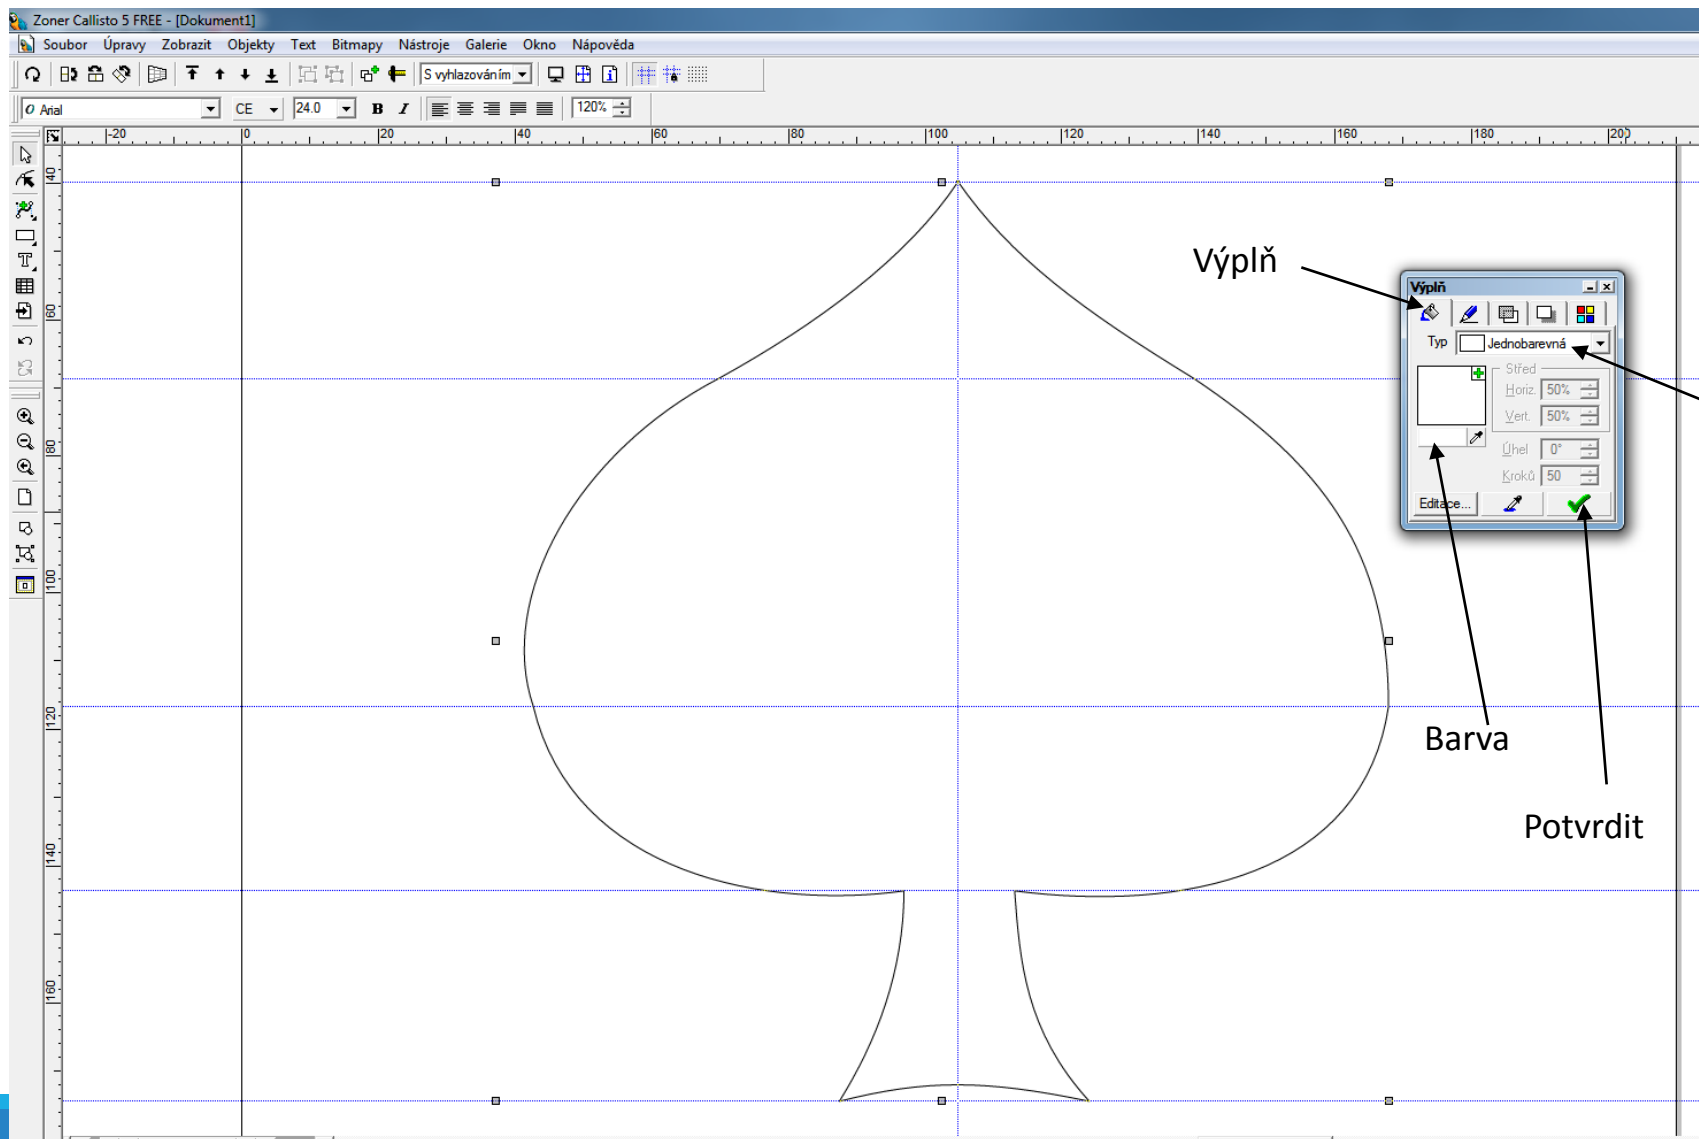 Zoner Callisto 5 FREE - [Dokument1]
Soubor Úpravy Zobrazit Objekty Text Bitmapy Nástroje Galerie Okno Nápověda
S vyhlazováním
O Arial CE 24.0 B I 120%
-20 0 20 40 60 80 100 120 140 160 180 200
40
60
80
100
120
140
160
Výplň
Výplň
Typ Jednobarevná
Střed
Horiz. 50%
Vert. 50%
Úhel 0°
Kroků 50
Editace...
Barva
Potvrdit